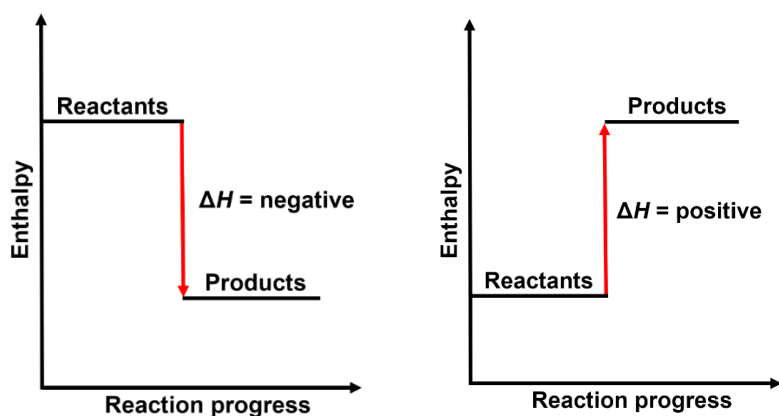 Enthalpy
Reactants
ΔH = negative
Products
Reaction progress
Enthalpy
Products
ΔH = positive
Reactants
Reaction progress